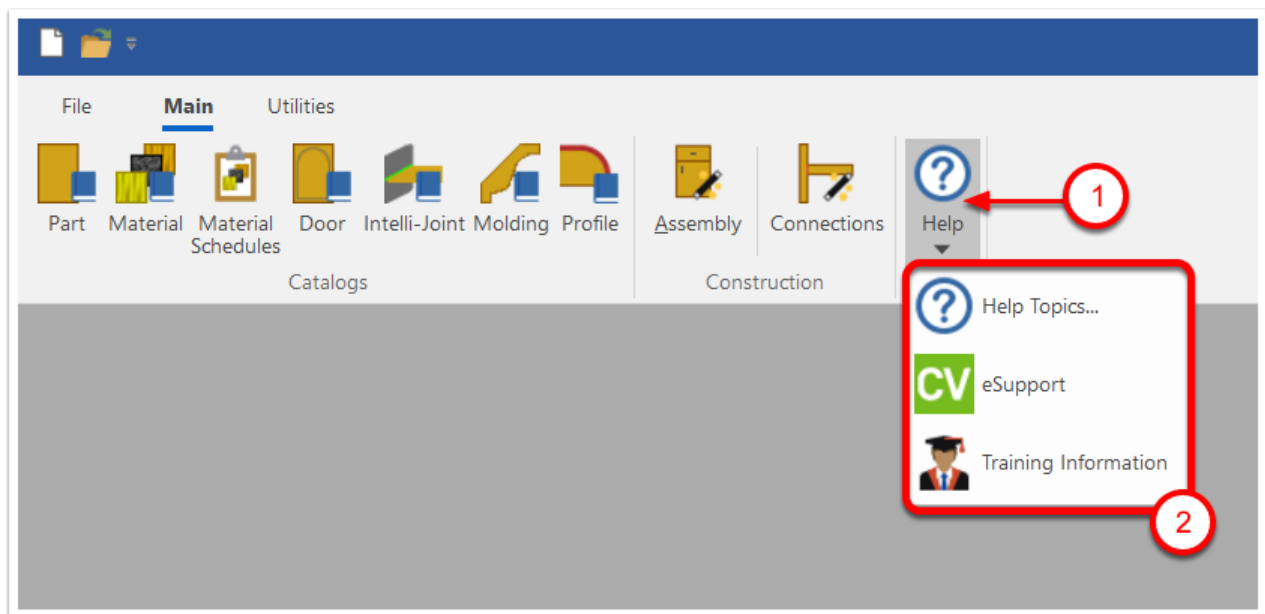 File Main Utilities
Part Material Material Schedules Door Intelli-Joint Molding Profile Assembly Connections Help
Catalogs Construction
1
Help Topics...
CV eSupport
Training Information
2